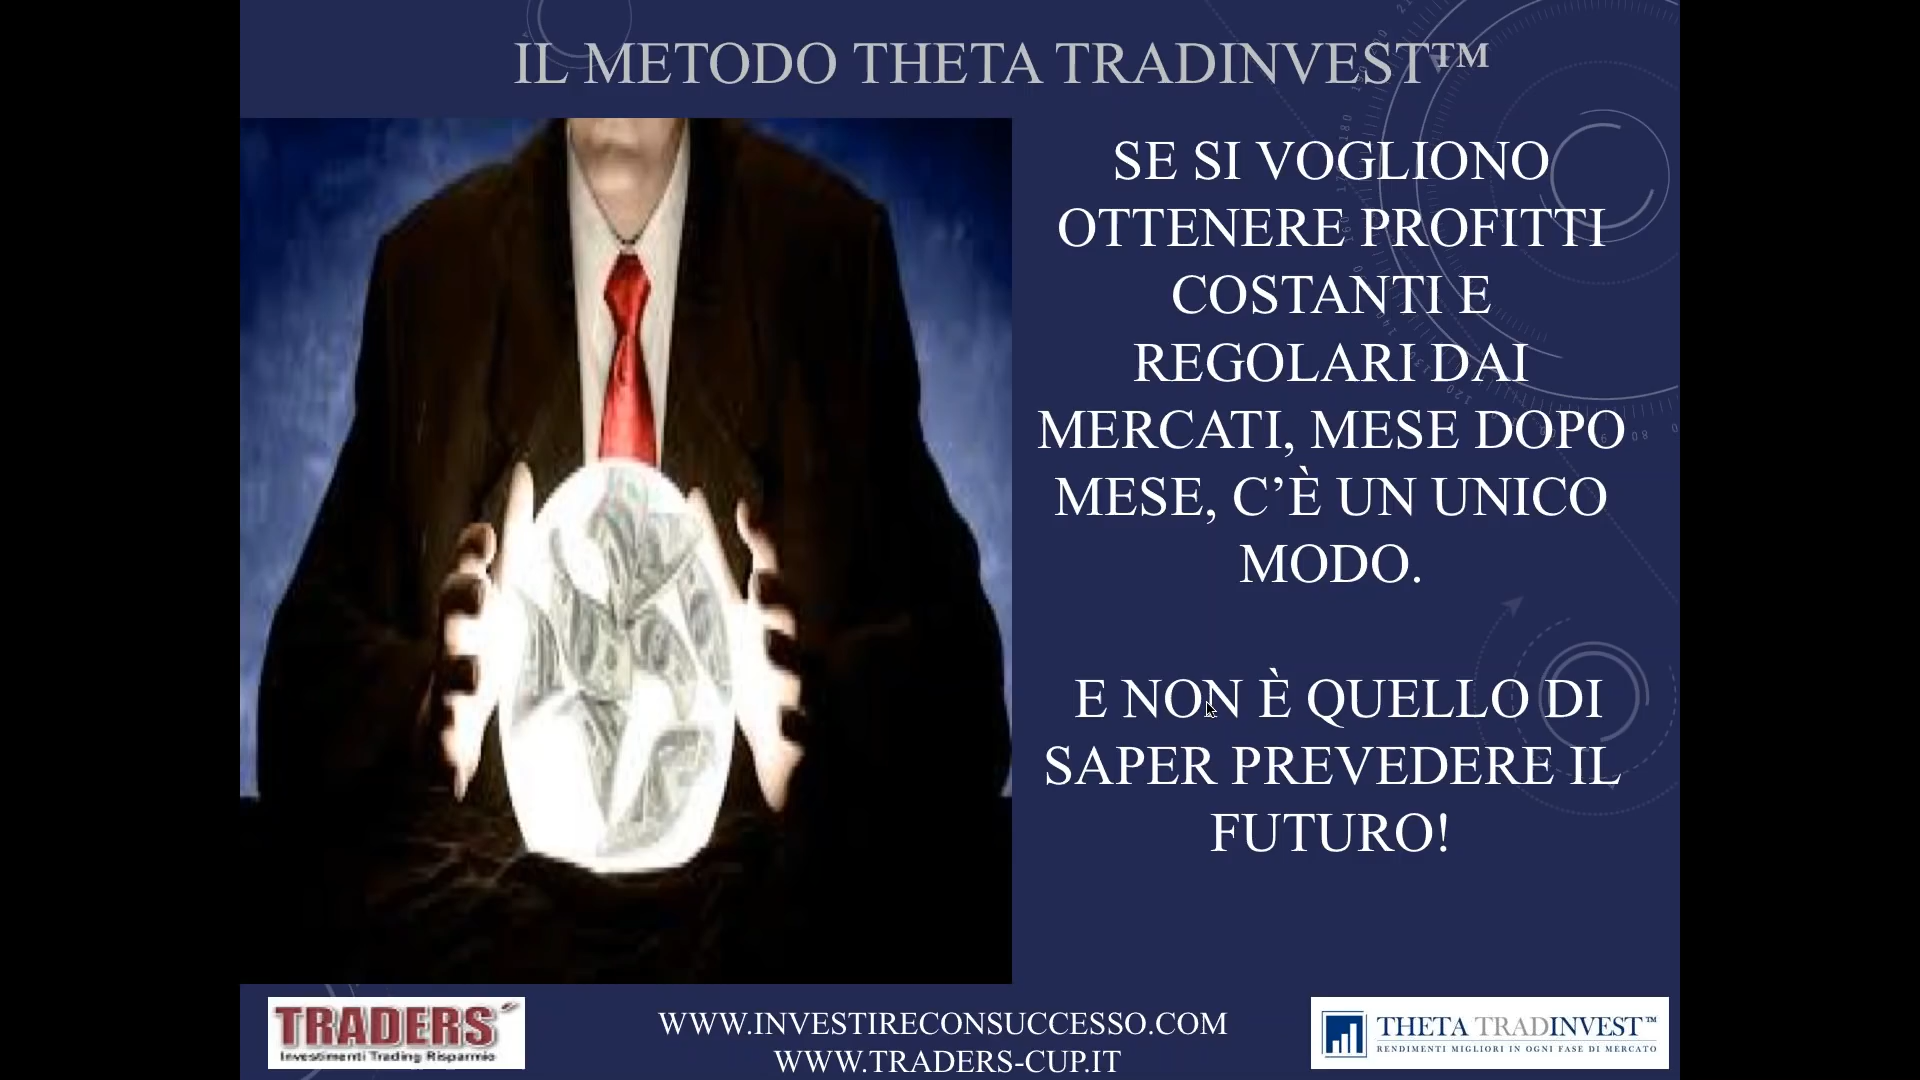 IL METODO THETA TRADINVEST™
SE SI VOGLIONO
OTTENERE PROFITTI
COSTANTI E
REGOLARI DAI
MERCATI, MESE DOPO
MESE, C’È UN UNICO
MODO.
E NON È QUELLO DI
SAPER PREVEDERE IL
FUTURO!
TRADERS´
Investimenti Trading Risparmio
WWW.INVESTIRECONSUCCESSO.COM
WWW.TRADERS-CUP.IT
THETA TRADINVEST™
RENDIMENTI MIGLIORI IN OGNI FASE DI MERCATO